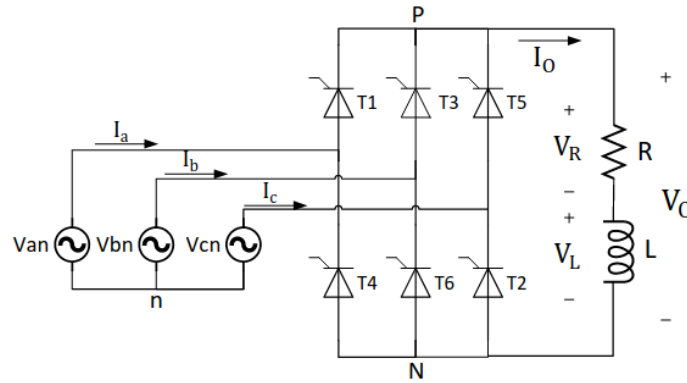 P
I_O
T1
T3
T5
+
I_a
V_R
R
I_b
−
I_c
+
V_O
Van
Vbn
Vcn
+
V_L
L
T4
T6
T2
−
−
n
N